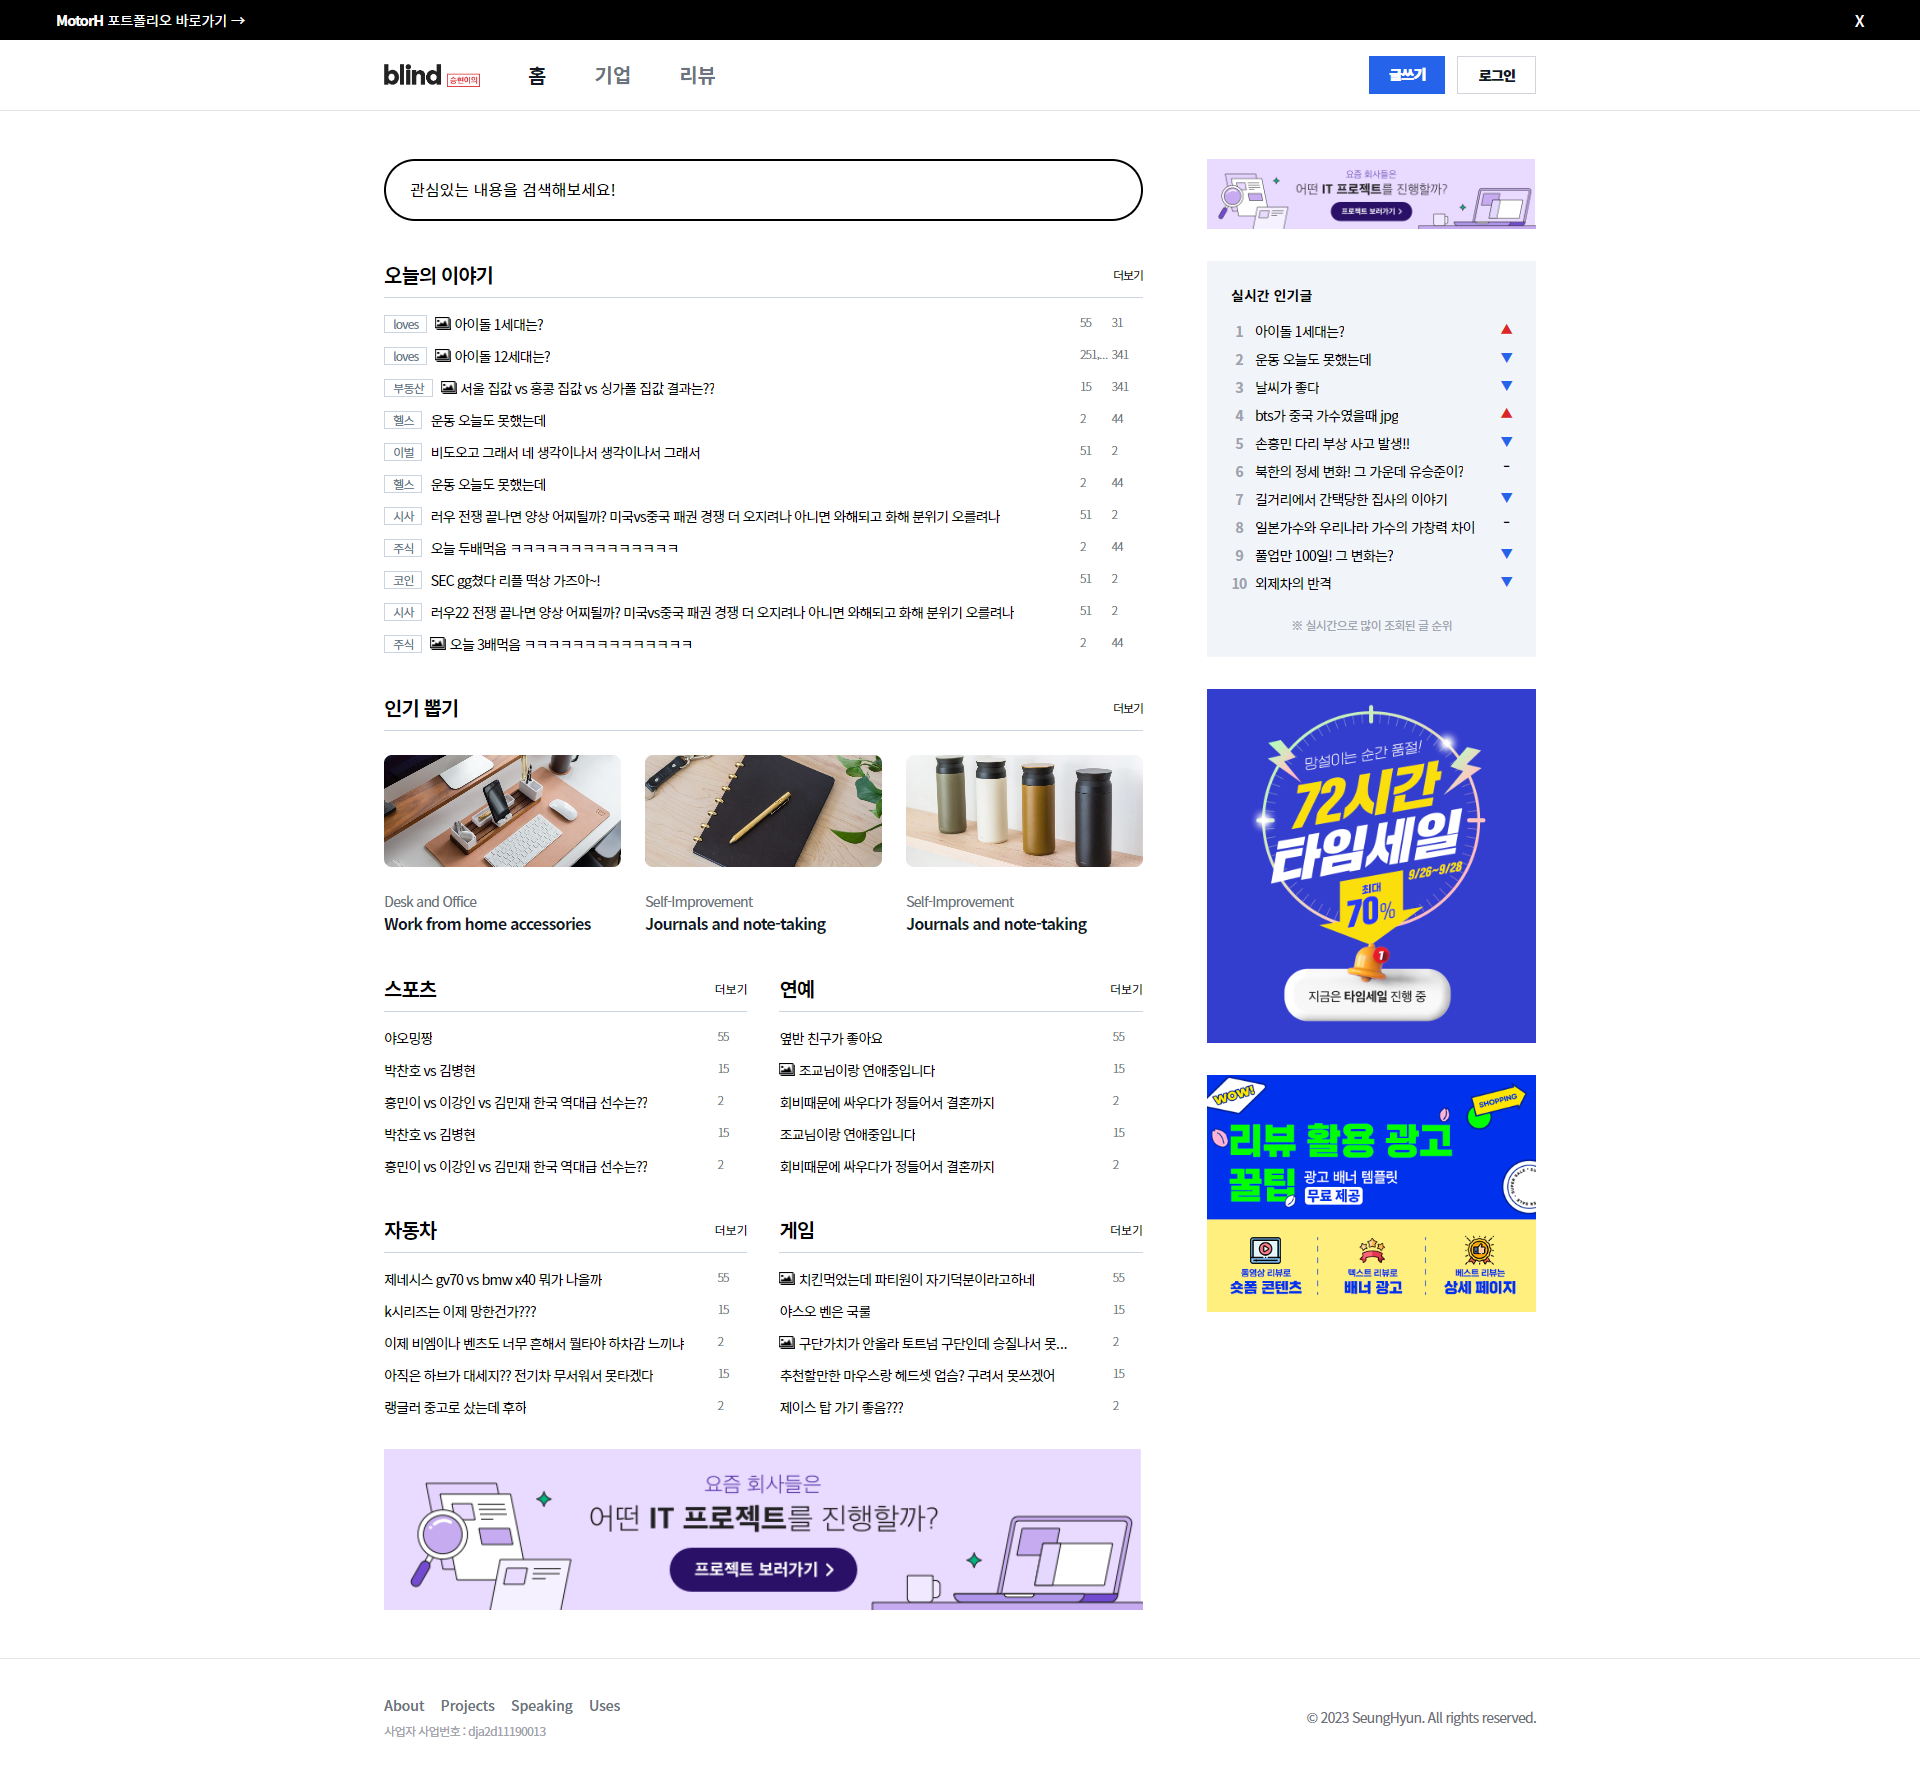 MotorH 포트폴리오 바로가기 →
X
blind 승현이의
홈
기업
리뷰
글쓰기
로그인
관심있는 내용을 검색해보세요!
오늘의 이야기
더보기
loves 아이돌 1세대는? 55 31
loves 아이돌 12세대는? 251,... 341
부동산 서울 집값 vs 홍콩 집값 vs 싱가폴 집값 결과는?? 15 341
헬스 운동 오늘도 못했는데 2 44
이벌 비도오고 그래서 네 생각이나서 생각이나서 그래서 51 2
헬스 운동 오늘도 못했는데 2 44
시사 러우 전쟁 끝나면 양상 어찌될까? 미국vs중국 패권 경쟁 더 오지려나 아니면 와해되고 화해 분위기 오를려나 51 2
주식 오늘 두배먹음 ㅋㅋㅋㅋㅋㅋㅋㅋㅋㅋㅋㅋㅋㅋ 2 44
코인 SEC gg쳤다 리플 떡상 가즈아~! 51 2
시사 러우22 전쟁 끝나면 양상 어찌될까? 미국vs중국 패권 경쟁 더 오지려나 아니면 와해되고 화해 분위기 오를려나 51 2
주식 오늘 3배먹음 ㅋㅋㅋㅋㅋㅋㅋㅋㅋㅋㅋㅋㅋㅋ 2 44
인기 뽑기
더보기
Desk and Office
Work from home accessories
Self-Improvement
Journals and note-taking
Self-Improvement
Journals and note-taking
스포츠
더보기
야오밍짱 55
박찬호 vs 김병현 15
흥민이 vs 이강인 vs 김민재 한국 역대급 선수는?? 2
박찬호 vs 김병현 15
흥민이 vs 이강인 vs 김민재 한국 역대급 선수는?? 2
연예
더보기
옆반 친구가 좋아요 55
조교님이랑 연애중입니다 15
회비때문에 싸우다가 정들어서 결혼까지 2
조교님이랑 연애중입니다 15
회비때문에 싸우다가 정들어서 결혼까지 2
자동차
더보기
제네시스 gv70 vs bmw x40 뭐가 나을까 55
k시리즈는 이제 망한건가??? 15
이제 비엠이나 벤츠도 너무 흔해서 뭘타야 하차감 느끼냐 2
아직은 하브가 대세지?? 전기차 무서워서 못타겠다 15
랭글러 중고로 샀는데 후하 2
게임
더보기
치킨먹었는데 파티원이 자기덕분이라고하네 55
야스오 벤은 국룰 15
구단가치가 안올라 토트넘 구단인데 승질나서 못... 2
추천할만한 마우스랑 헤드셋 업슴? 구려서 못쓰겠어 15
제이스 탑 가기 좋음??? 2
요즘 회사들은
어떤 IT 프로젝트를 진행할까?
프로젝트 보러가기 >
요즘 회사들은
어떤 IT 프로젝트를 진행할까?
프로젝트 보러가기 >
실시간 인기글
1 아이돌 1세대는? ▲
2 운동 오늘도 못했는데 ▼
3 날씨가 좋다 ▼
4 bts가 중국 가수였을때 jpg ▲
5 손흥민 다리 부상 사고 발생!! ▼
6 북한의 정세 변화! 그 가운데 유승준이? -
7 길거리에서 간택당한 집사의 이야기 ▼
8 일본가수와 우리나라 가수의 가창력 차이 -
9 풀업만 100일! 그 변화는? ▼
10 외제차의 반격 ▼
※ 실시간으로 많이 조회된 글 순위
망설이는 순간 품절!
72시간
타임세일
9/26~9/28
최대
70%
1
지금은 타임세일 진행 중
WOW!
SHOPPING
리뷰 활용 광고
꿀팁 광고 배너 템플릿
무료 제공
동영상 리뷰로
숏폼 콘텐츠
텍스트 리뷰로
배너 광고
베스트 리뷰는
상세 페이지
About Projects Speaking Uses
사업자 사업번호 : dja2d11190013
© 2023 SeungHyun. All rights reserved.